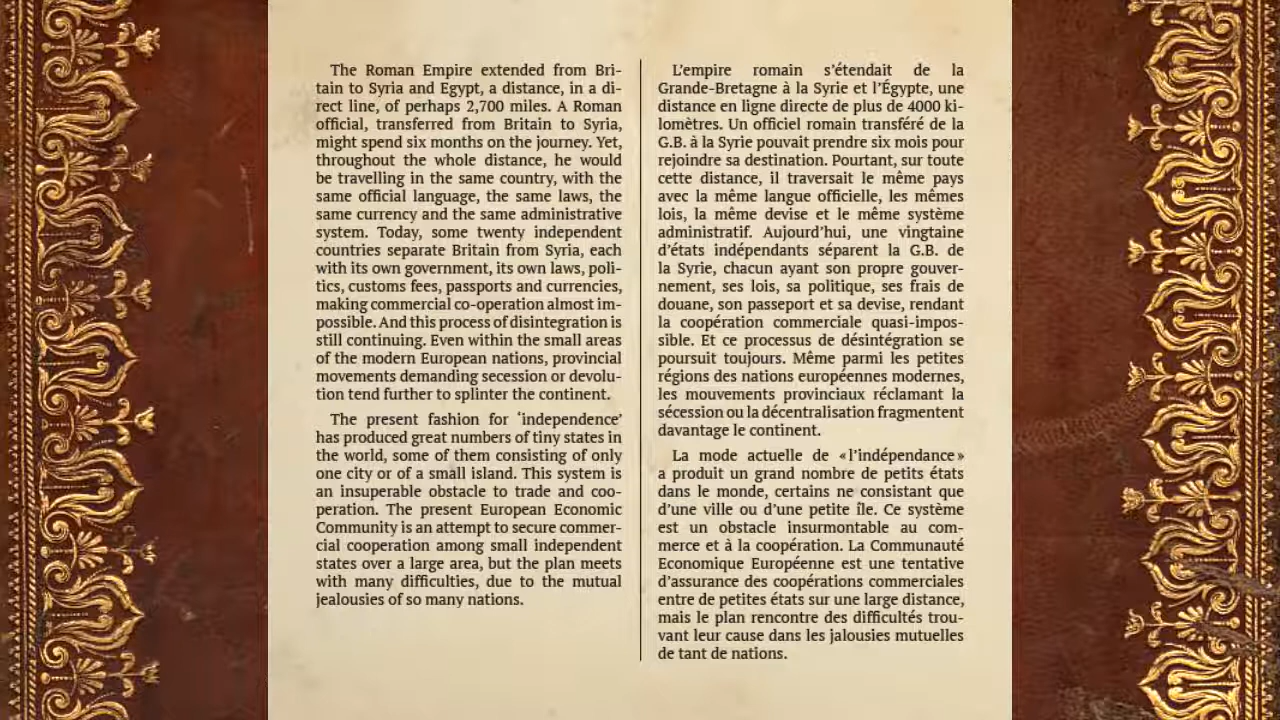 The Roman Empire extended from Bri-
tain to Syria and Egypt, a distance, in a di-
rect line, of perhaps 2,700 miles. A Roman
official, transferred from Britain to Syria,
might spend six months on the journey. Yet,
throughout the whole distance, he would
be travelling in the same country, with the
same official language, the same laws, the
same currency and the same administrative
system. Today, some twenty independent
countries separate Britain from Syria, each
with its own government, its own laws, poli-
tics, customs fees, passports and currencies,
making commercial co-operation almost im-
possible. And this process of disintegration is
still continuing. Even within the small areas
of the modern European nations, provincial
movements demanding secession or devolu-
tion tend further to splinter the continent.
The present fashion for ‘independence’
has produced great numbers of tiny states in
the world, some of them consisting of only
one city or of a small island. This system is
an insuperable obstacle to trade and coo-
peration. The present European Economic
Community is an attempt to secure commer-
cial cooperation among small independent
states over a large area, but the plan meets
with many difficulties, due to the mutual
jealousies of so many nations.
L’empire romain s’étendait de la
Grande-Bretagne à la Syrie et l’Égypte, une
distance en ligne directe de plus de 4000 ki-
lomètres. Un officiel romain transféré de la
G.B. à la Syrie pouvait prendre six mois pour
rejoindre sa destination. Pourtant, sur toute
cette distance, il traversait le même pays
avec la même langue officielle, les mêmes
lois, la même devise et le même système
administratif. Aujourd’hui, une vingtaine
d’états indépendants séparent la G.B. de
la Syrie, chacun ayant son propre gouver-
nement, ses lois, sa politique, ses frais de
douane, son passeport et sa devise, rendant
la coopération commerciale quasi-impos-
sible. Et ce processus de désintégration se
poursuit toujours. Même parmi les petites
régions des nations européennes modernes,
les mouvements provinciaux réclamant la
sécession ou la décentralisation fragmentent
davantage le continent.
La mode actuelle de «l’indépendance»
a produit un grand nombre de petits états
dans le monde, certains ne consistant que
d’une ville ou d’une petite île. Ce système
est un obstacle insurmontable au com-
merce et à la coopération. La Communauté
Economique Européenne est une tentative
d’assurance des coopérations commerciales
entre de petites états sur une large distance,
mais le plan rencontre des difficultés trou-
vant leur cause dans les jalousies mutuelles
de tant de nations.